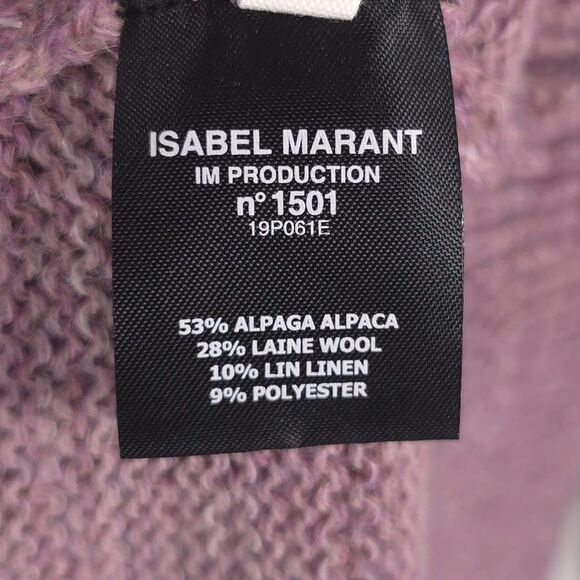 ISABEL MARANT
IM PRODUCTION
n° 1501
19P061E
53% ALPAGA ALPACA
28% LAINE WOOL
10% LIN LINEN
9% POLYESTER